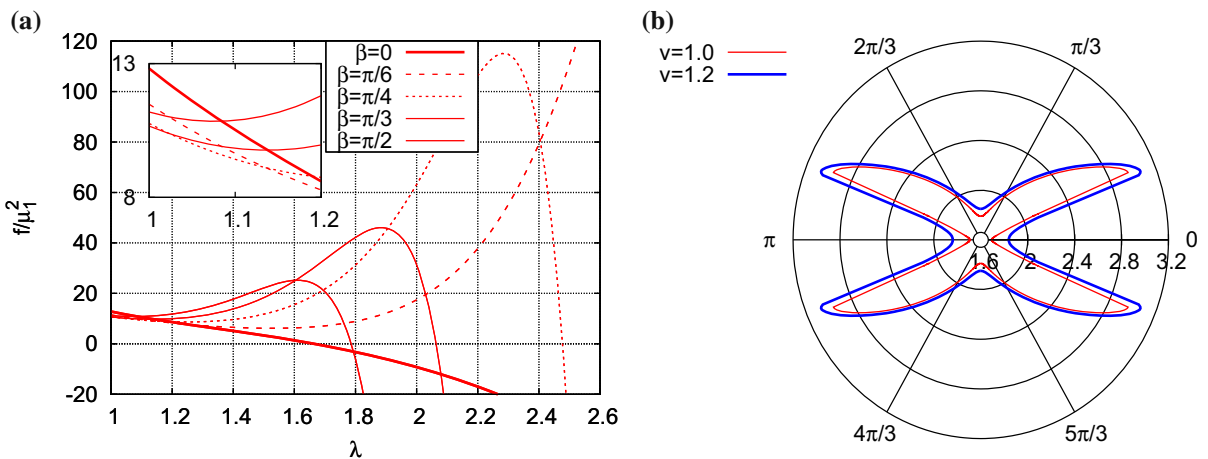 (a)
f/μ₁²
120
100
80
60
40
20
0
-20
1 1.2 1.4 1.6 1.8 2 2.2 2.4 2.6
λ
13
8
1 1.1 1.2
β=0
β=π/6
β=π/4
β=π/3
β=π/2
(b)
v=1.0
v=1.2
2π/3 π/3
π 0
4π/3 5π/3
1.6 2 2.4 2.8 3.2